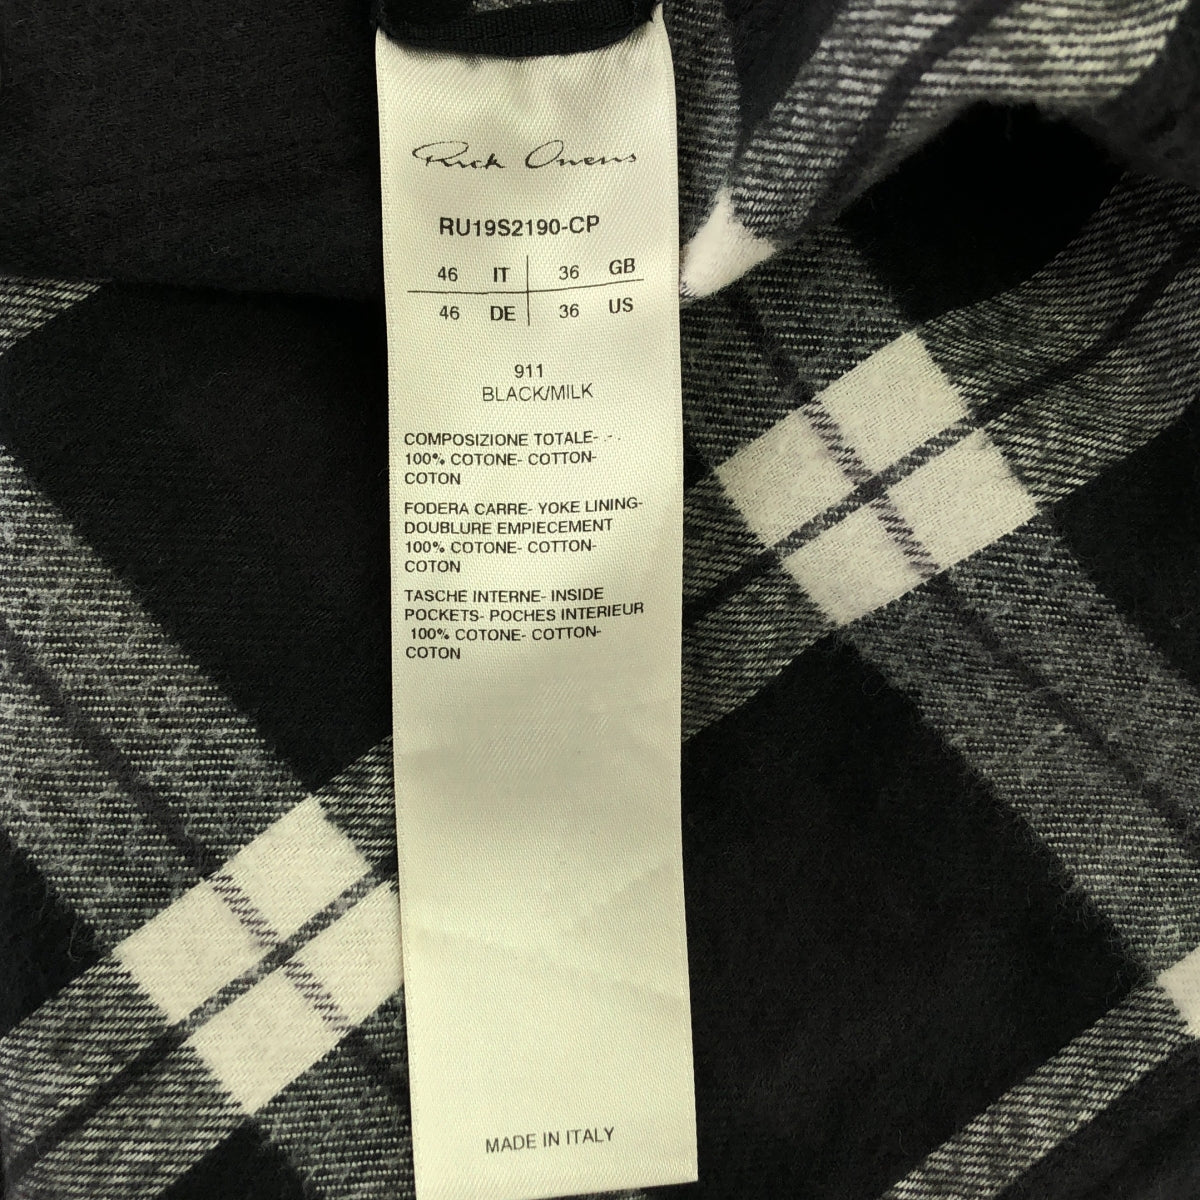 Rick Owens
RU19S2190-CP
46 IT 36 GB
46 DE 36 US
911
BLACK/MILK
COMPOSIZIONE TOTALE-
100% COTONE- COTTON-
COTON
FODERA CARRE- YOKE LINING-
DOUBLURE EMPIECEMENT
100% COTONE- COTTON-
COTON
TASCHE INTERNE- INSIDE
POCKETS- POCHES INTERIEUR
100% COTONE- COTTON-
COTON
MADE IN ITALY